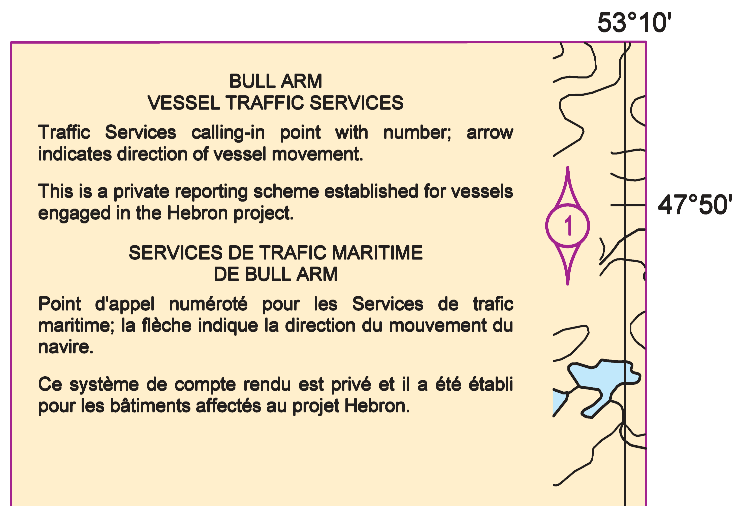 53°10'
BULL ARM
VESSEL TRAFFIC SERVICES
Traffic Services calling-in point with number; arrow
indicates direction of vessel movement.
This is a private reporting scheme established for vessels
engaged in the Hebron project.
1
47°50'
SERVICES DE TRAFIC MARITIME
DE BULL ARM
Point d'appel numéroté pour les Services de trafic
maritime; la flèche indique la direction du mouvement du
navire.
Ce système de compte rendu est privé et il a été établi
pour les bâtiments affectés au projet Hebron.